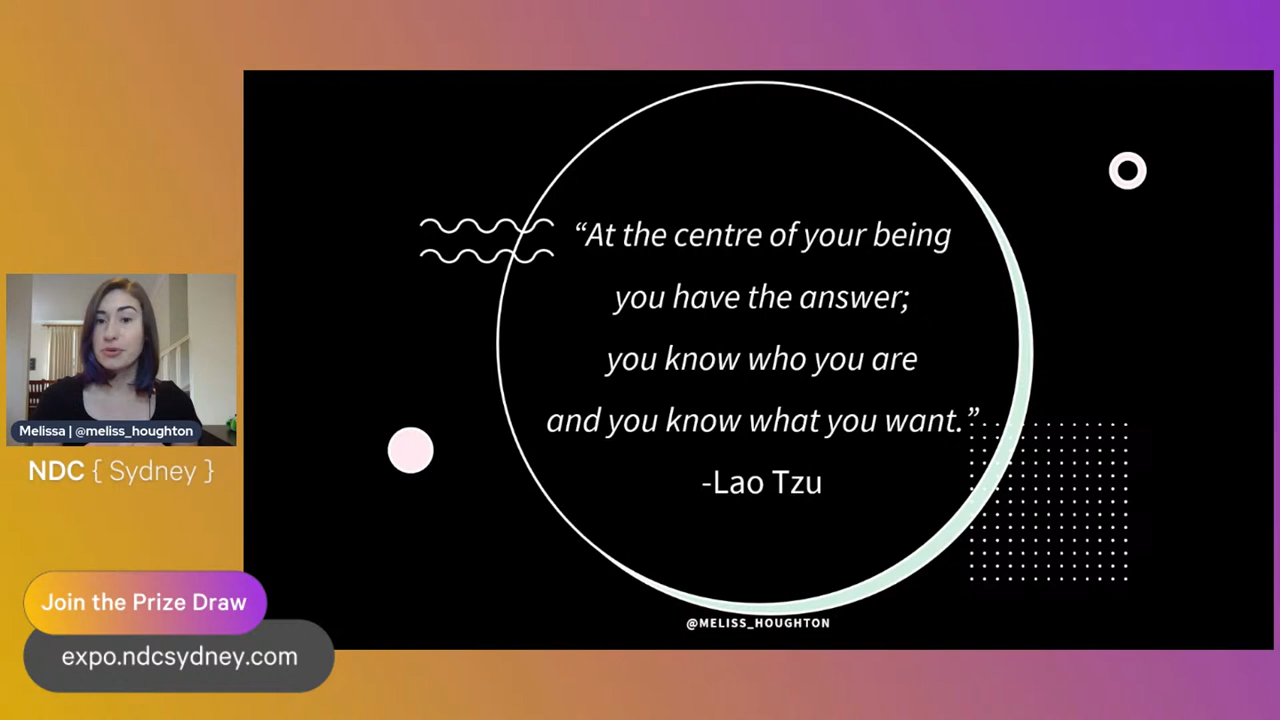 “At the centre of your being
you have the answer;
you know who you are
and you know what you want.”
-Lao Tzu
@MELISS_HOUGHTON
Melissa | @meliss_houghton
NDC { Sydney }
Join the Prize Draw
expo.ndcsydney.com